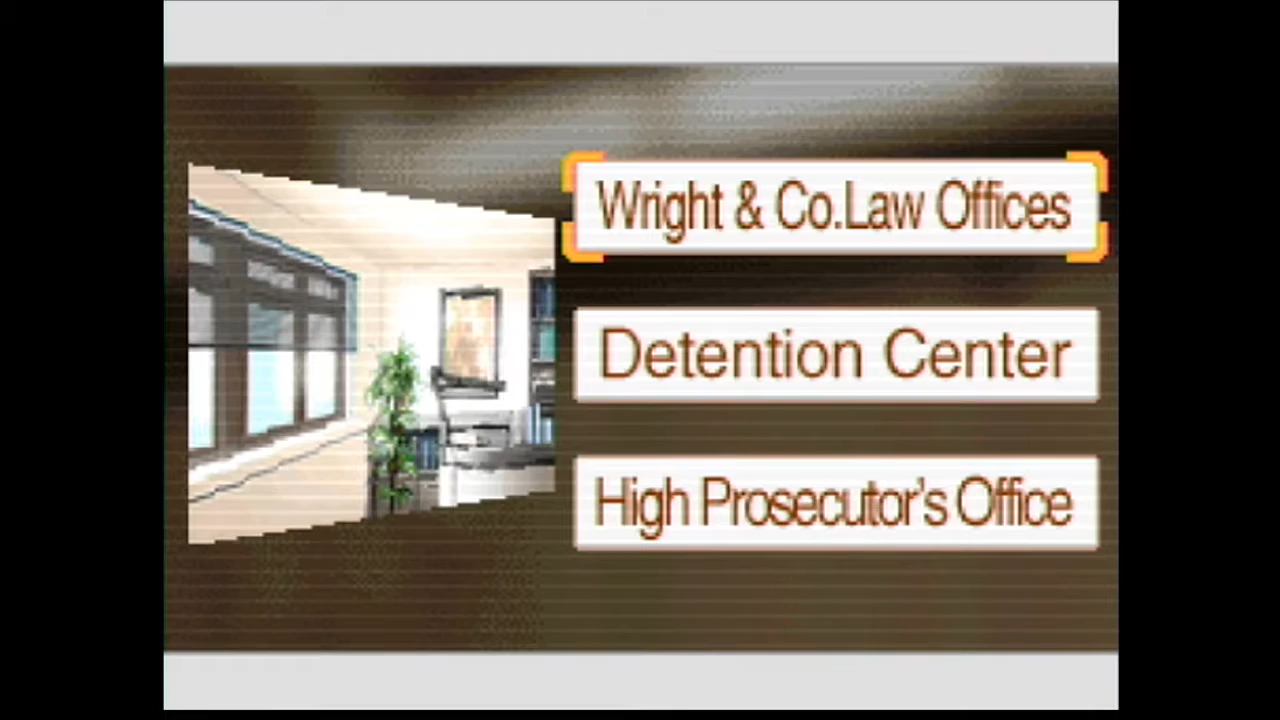 Wright & Co.Law Offices
Detention Center
High Prosecutor's Office